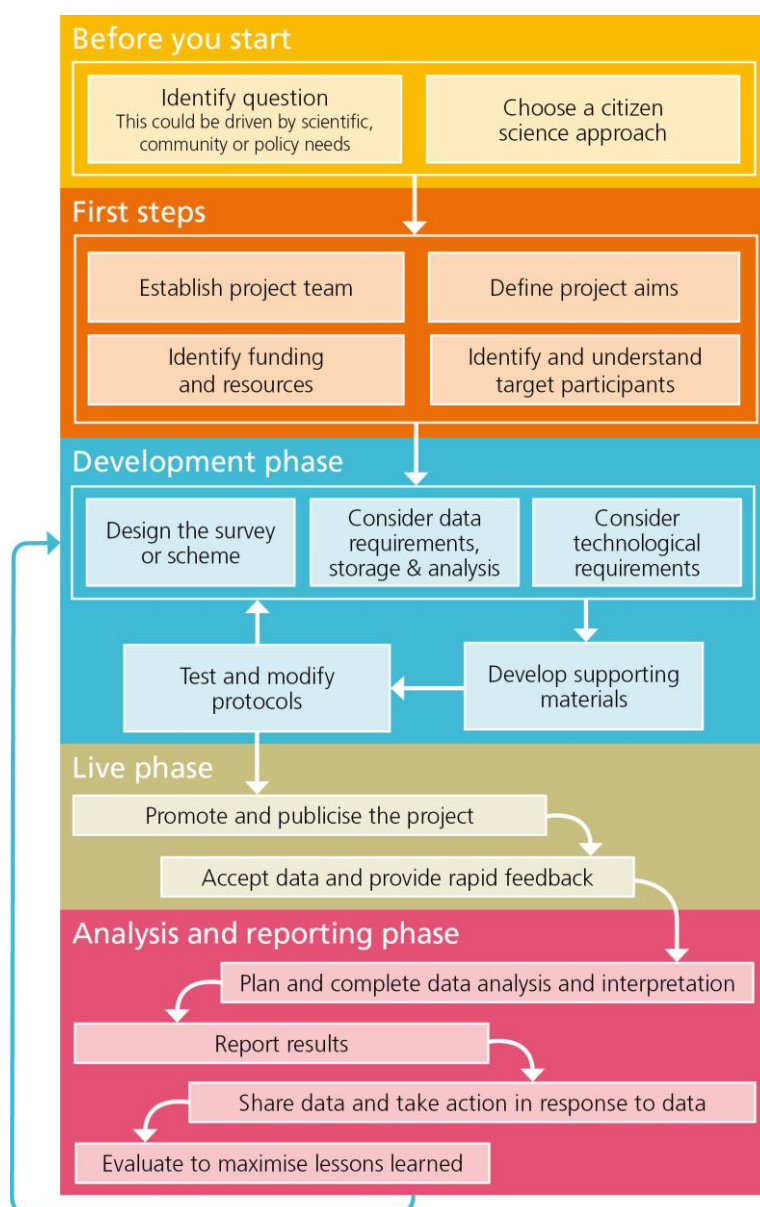 Before you start
Identify question
This could be driven by scientific,
community or policy needs
Choose a citizen
science approach
First steps
Establish project team
Define project aims
Identify funding
and resources
Identify and understand
target participants
Development phase
Design the survey
or scheme
Consider data
requirements,
storage & analysis
Consider
technological
requirements
Test and modify
protocols
Develop supporting
materials
Live phase
Promote and publicise the project
Accept data and provide rapid feedback
Analysis and reporting phase
Plan and complete data analysis and interpretation
Report results
Share data and take action in response to data
Evaluate to maximise lessons learned